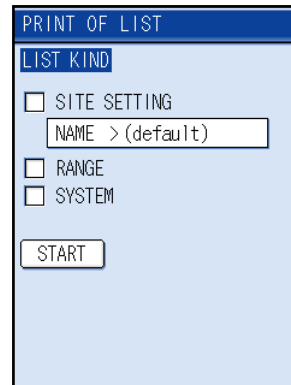 PRINT OF LIST
LIST KIND
SITE SETTING
NAME >(default)
RANGE
SYSTEM
START